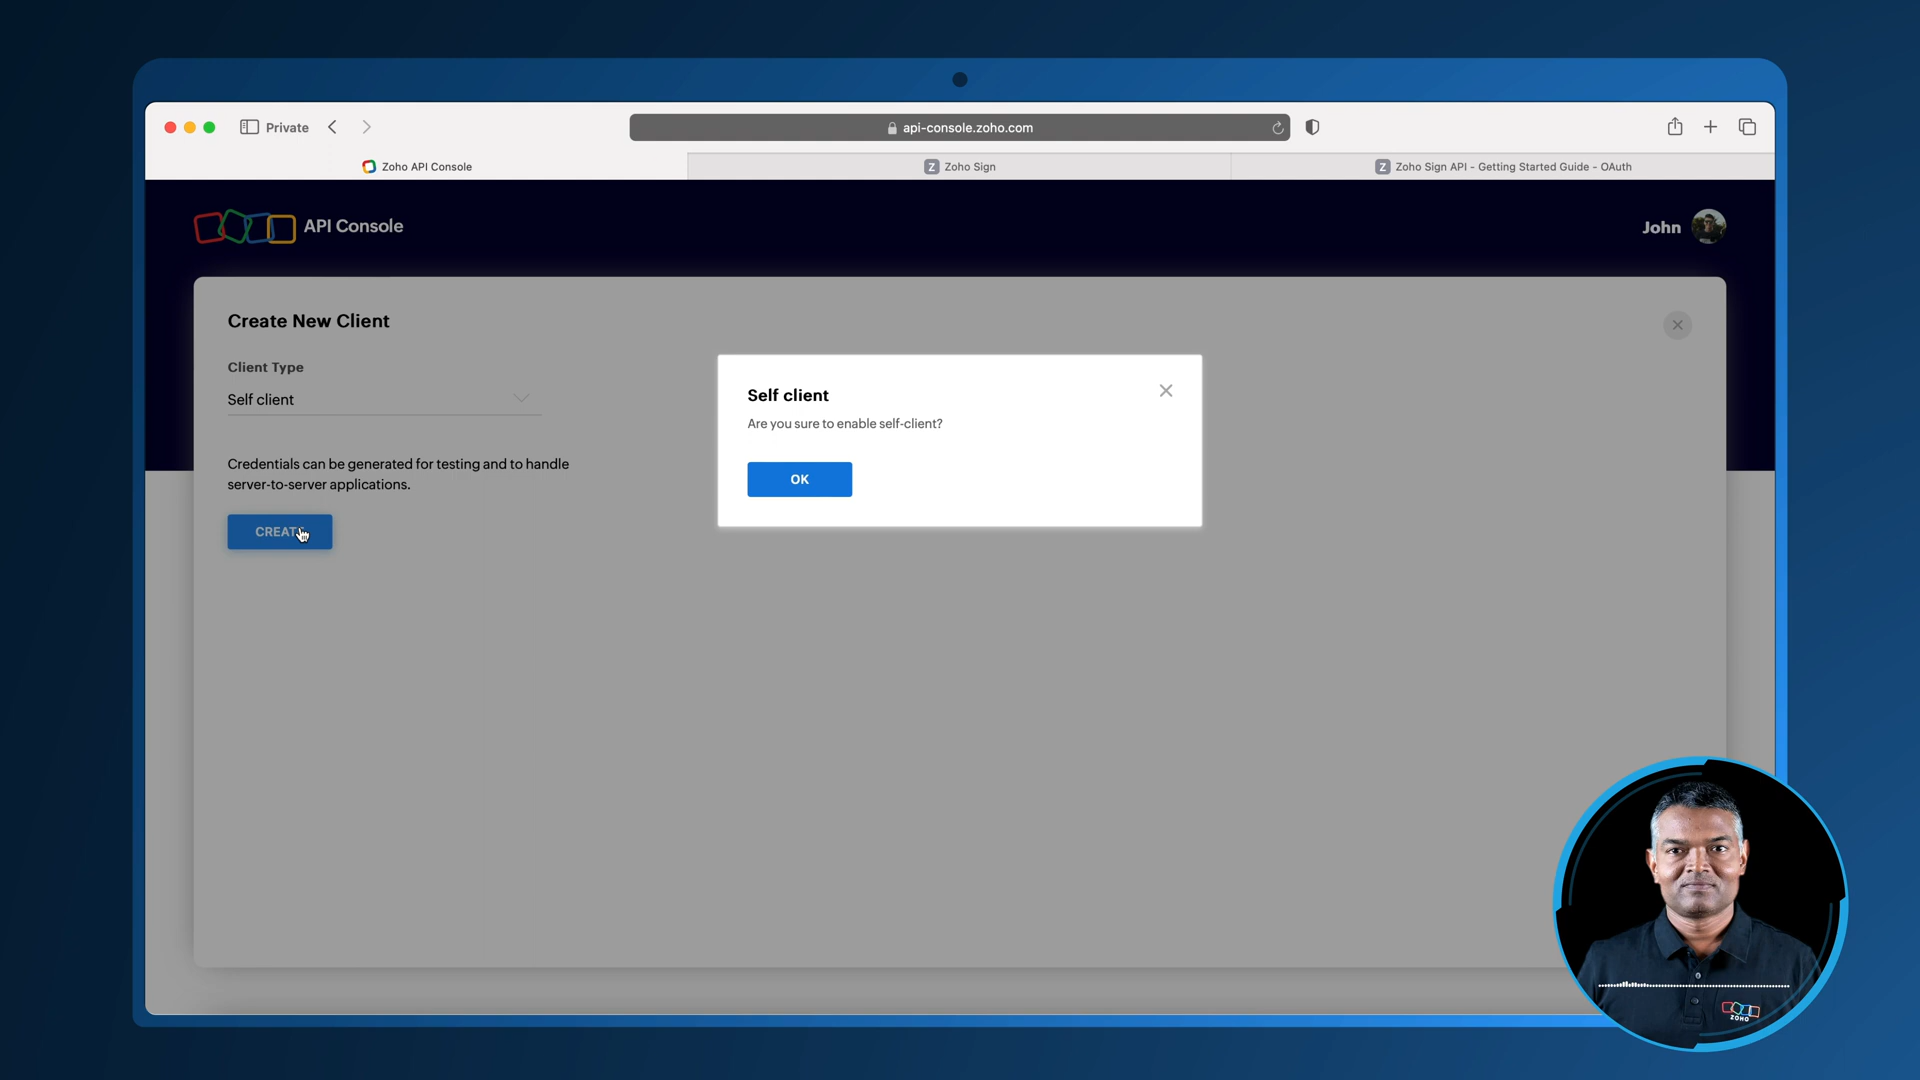 Private
api-console.zoho.com
Zoho API Console
Z Zoho Sign
Z Zoho Sign API - Getting Started Guide - OAuth
API Console
John
Create New Client
Client Type
Self client
Credentials can be generated for testing and to handle
server-to-server applications.
CREATE
Self client
Are you sure to enable self-client?
OK
ZOHO